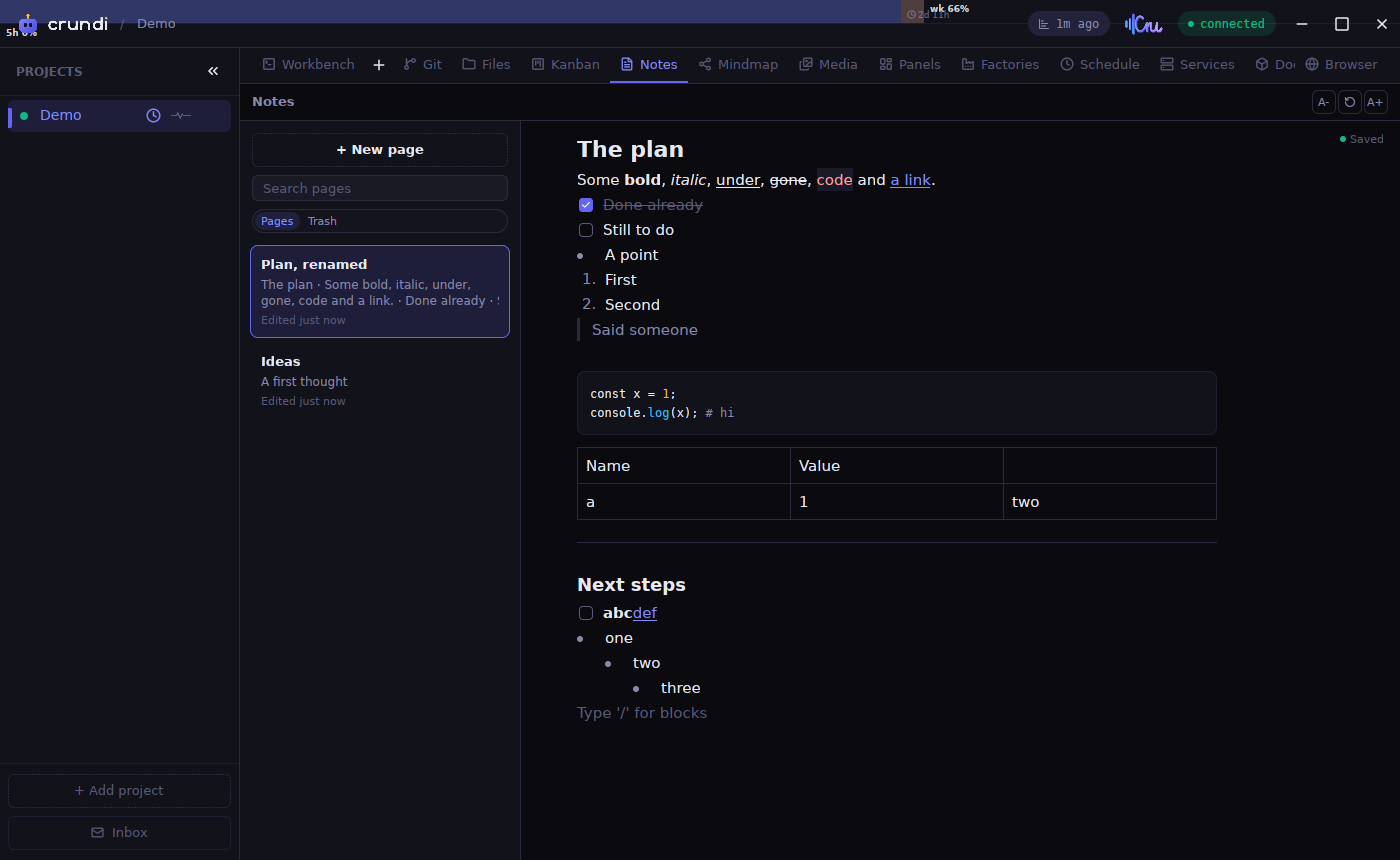 5h 0%
crundi / Demo
2d 11h
wk 66%
1m ago
Cru
connected
PROJECTS
Workbench
Git
Files
Kanban
Notes
Mindmap
Media
Panels
Factories
Schedule
Services
Doc
Browser
Demo
Notes
A-
A+
+ New page
Search pages
Pages
Trash
Plan, renamed
The plan · Some bold, italic, under,
gone, code and a link. · Done already ·
Edited just now
Ideas
A first thought
Edited just now
Saved
The plan
Some bold, italic, under, gone, code and a link.
Done already
Still to do
A point
1. First
2. Second
Said someone
const x = 1;
console.log(x); # hi
Name Value
a 1 two
Next steps
abcdef
one
two
three
Type '/' for blocks
+ Add project
Inbox